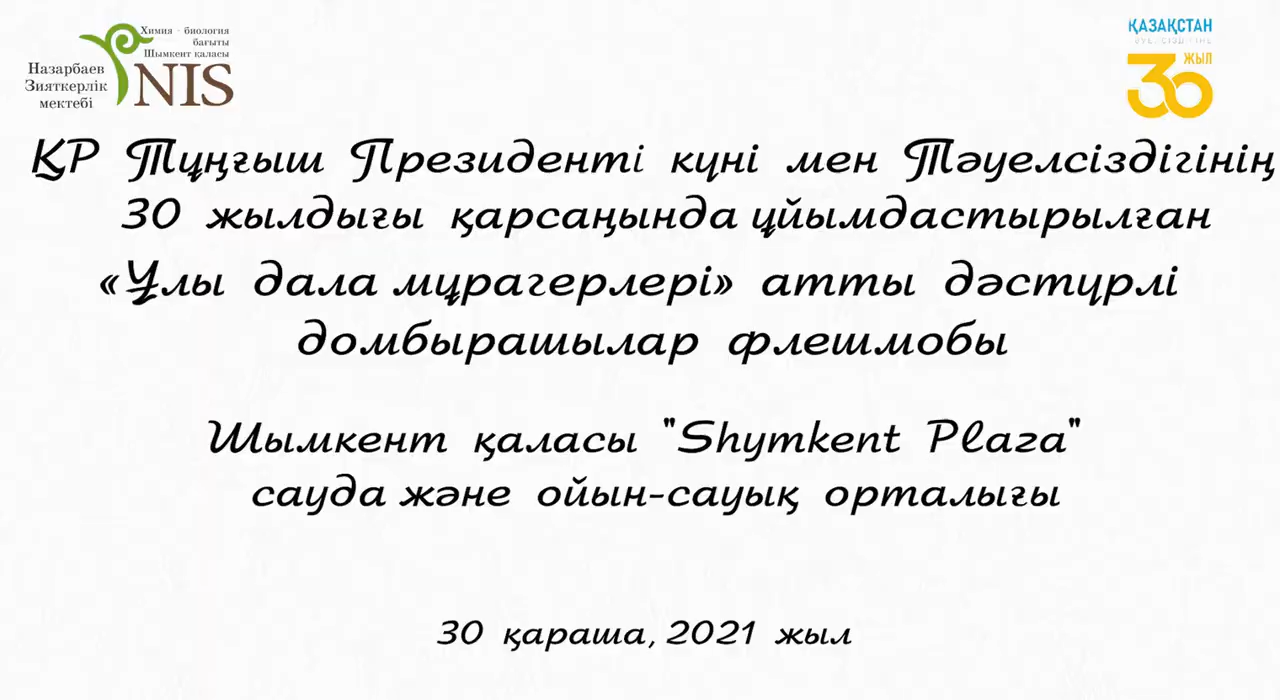 Химия - биология
бағыты
Шымкент қаласы
Назарбаев
Зияткерлік
мектебі
NIS
ҚАЗАҚСТАН
ЖЫЛ
30
ҚР Тұңғыш Президенті күні мен Тәуелсіздігінің
30 жылдығы қарсаңында ұйымдастырылған
«Ұлы дала мұрагерлері» атты дәстүрлі
домбырашылар флешмобы
Шымкент қаласы "Shymkent Plaza"
сауда және ойын-сауық орталығы
30 қараша, 2021 жыл